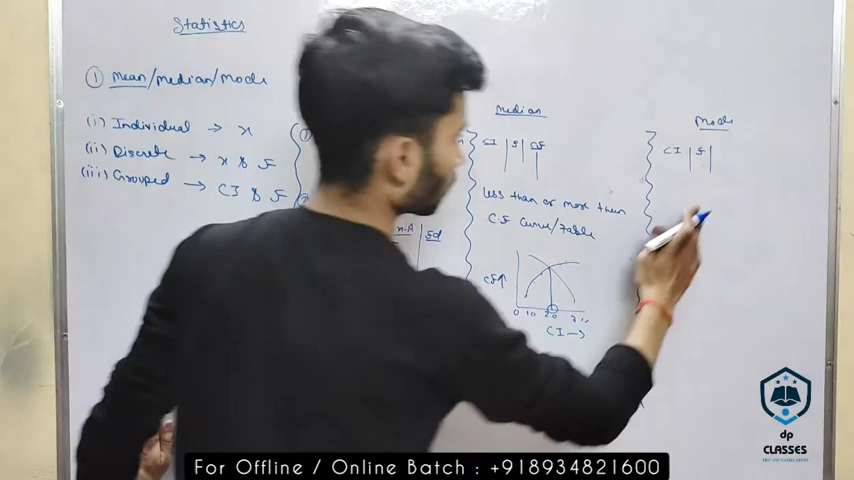 Statistics
① Mean/median/mode
(i) Individual → x
(ii) Discrete → x & F
(iii) Grouped → CI & F
x-A
Fd
Median
CI | F | CF
less than or more than
C.F Curve/Table
CF↑
0 10 20
CI →
Mode
CI | F |
dp
CLASSES
For Offline / Online Batch : +918934821600